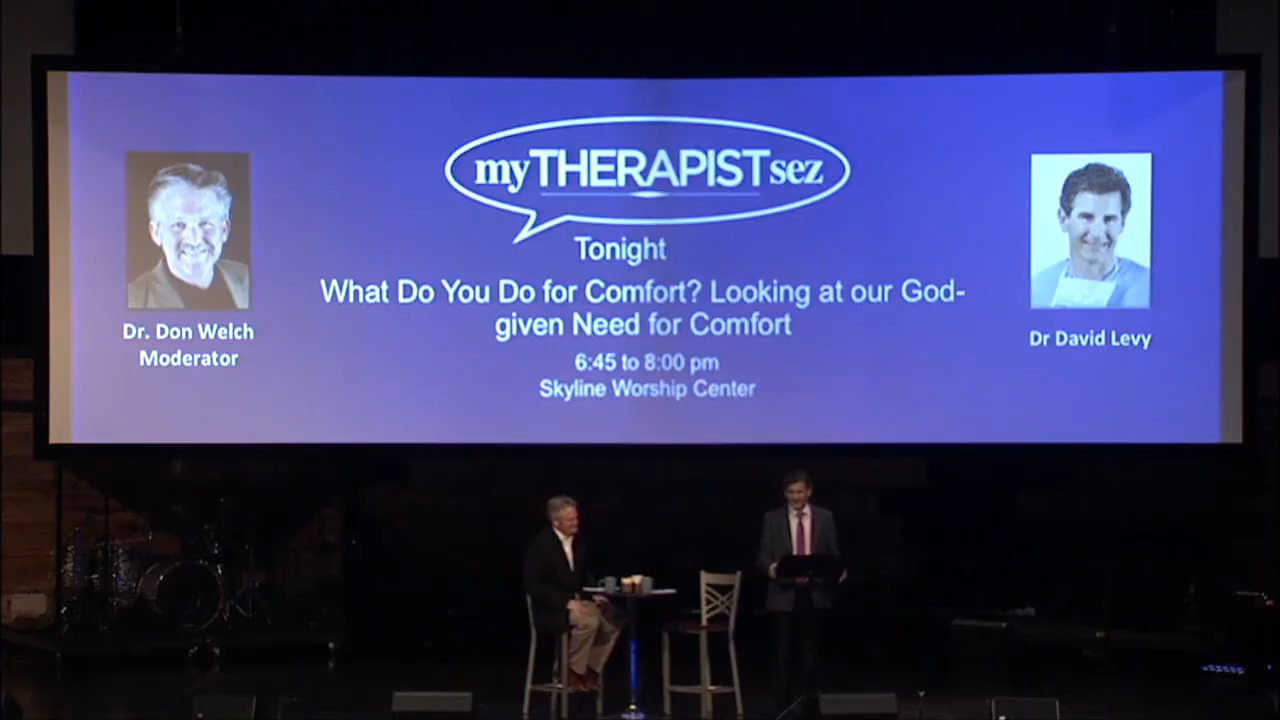 myTHERAPISTsez
Tonight
What Do You Do for Comfort? Looking at our God-
given Need for Comfort
6:45 to 8:00 pm
Skyline Worship Center
Dr. Don Welch
Moderator
Dr David Levy